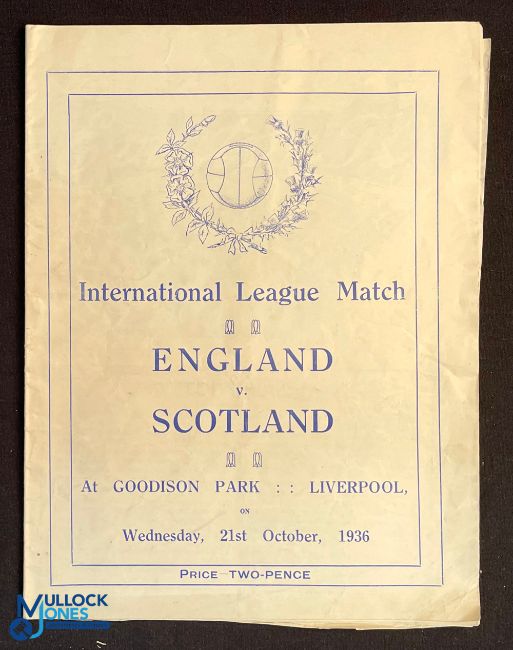 International League Match
ENGLAND
v.
SCOTLAND
At GOODISON PARK : : LIVERPOOL,
ON
Wednesday, 21st October, 1936
PRICE TWO-PENCE
MULLOCK
JONES